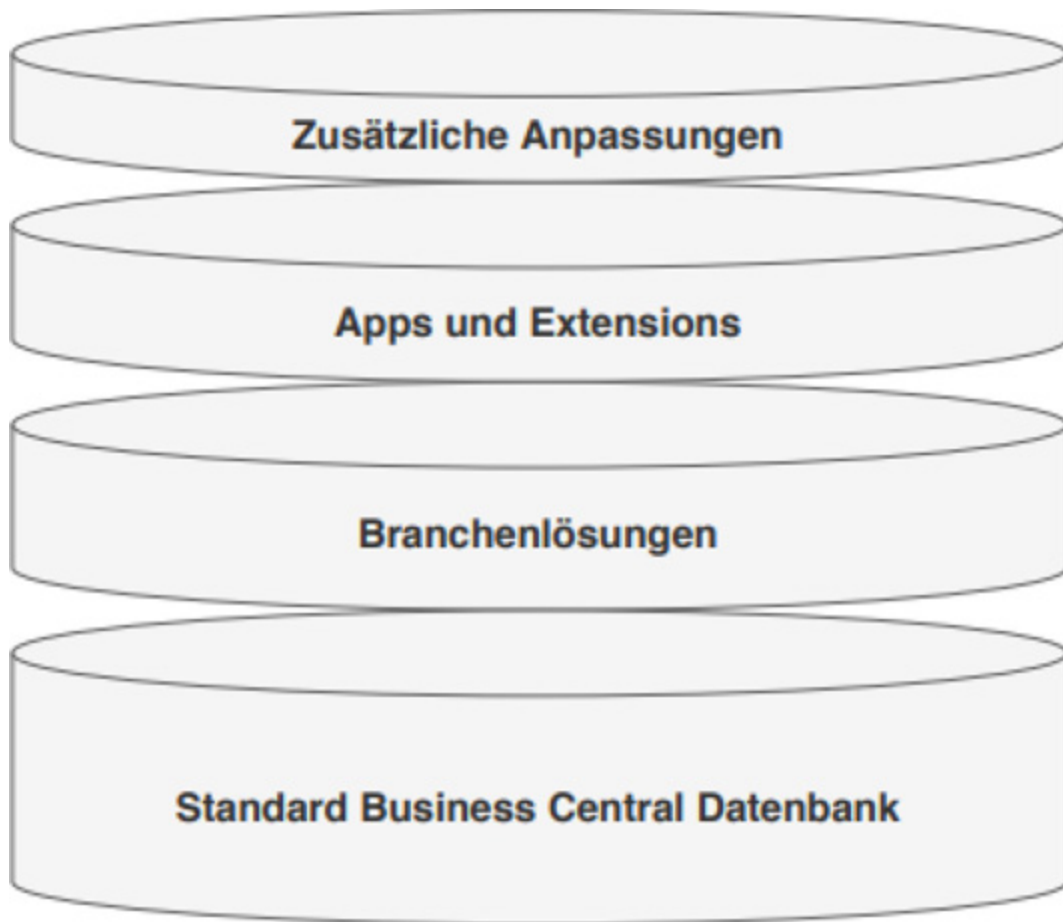 Zusätzliche Anpassungen
Apps und Extensions
Branchenlösungen
Standard Business Central Datenbank